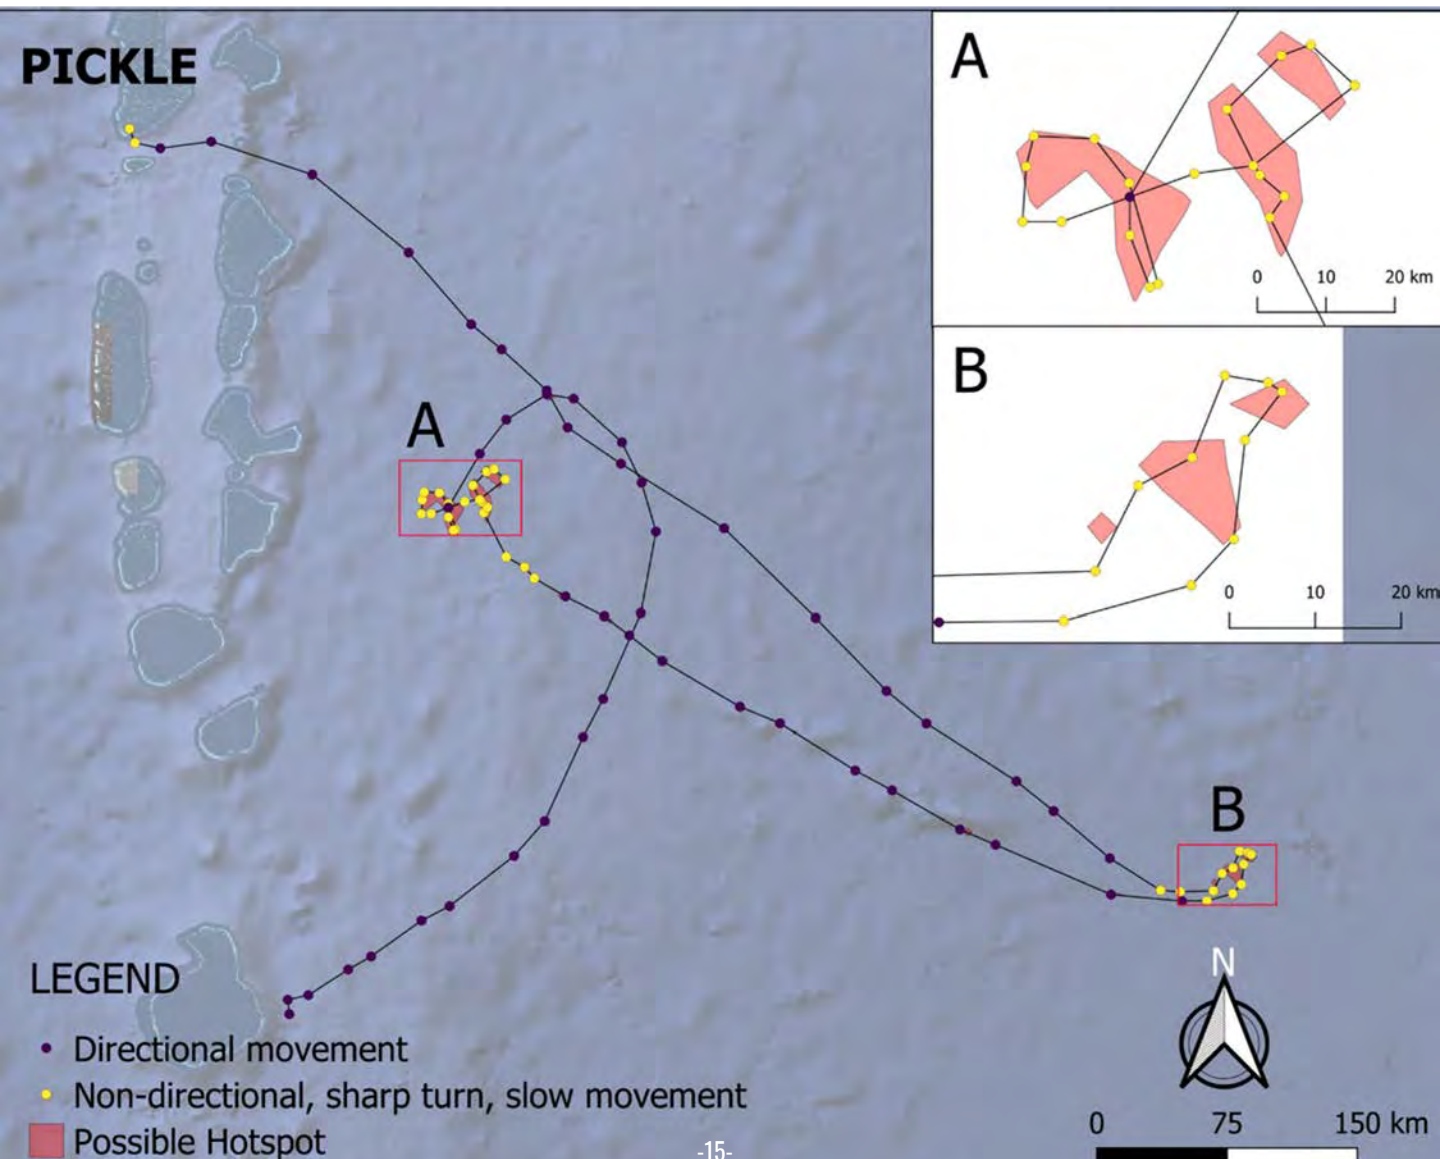 PICKLE
A
0 10 20 km
B
0 10 20 km
A
B
N
LEGEND
Directional movement
Non-directional, sharp turn, slow movement
Possible Hotspot
0 75 150 km
-15-